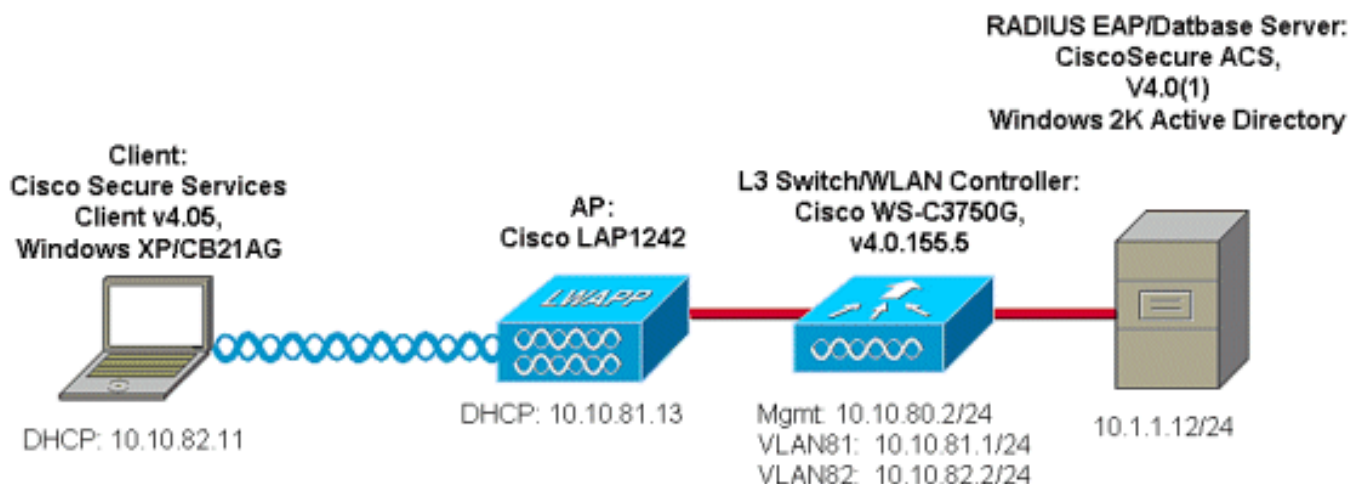 RADIUS EAP/Datbase Server:
CiscoSecure ACS,
V4.0(1)
Windows 2K Active Directory
Client:
Cisco Secure Services
Client v4.05,
Windows XP/CB21AG
AP:
Cisco LAP1242
L3 Switch/WLAN Controller:
Cisco WS-C3750G,
v4.0.155.5
LWAPP
DHCP: 10.10.82.11
DHCP: 10.10.81.13
Mgmt: 10.10.80.2/24
VLAN81: 10.10.81.1/24
VLAN82: 10.10.82.2/24
10.1.1.12/24